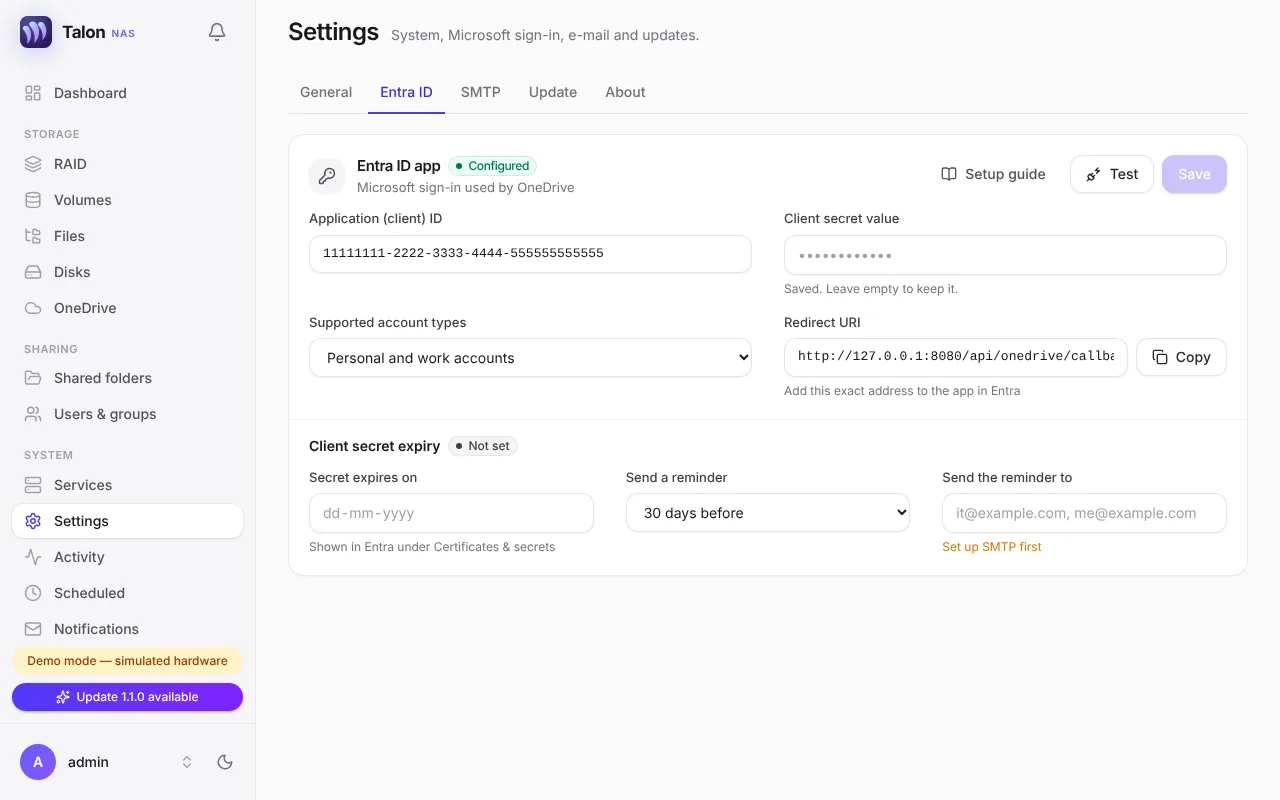 Talon NAS
Dashboard
STORAGE
RAID
Volumes
Files
Disks
OneDrive
SHARING
Shared folders
Users & groups
SYSTEM
Services
Settings
Activity
Scheduled
Notifications
Demo mode — simulated hardware
Update 1.1.0 available
A admin
Settings System, Microsoft sign-in, e-mail and updates.
General Entra ID SMTP Update About
Entra ID app Configured
Microsoft sign-in used by OneDrive
Setup guide Test Save
Application (client) ID
11111111-2222-3333-4444-555555555555
Client secret value
••••••••••••
Saved. Leave empty to keep it.
Supported account types
Personal and work accounts
Redirect URI
http://127.0.0.1:8080/api/onedrive/callba
Copy
Add this exact address to the app in Entra
Client secret expiry Not set
Secret expires on
dd-mm-yyyy
Shown in Entra under Certificates & secrets
Send a reminder
30 days before
Send the reminder to
it@example.com, me@example.com
Set up SMTP first